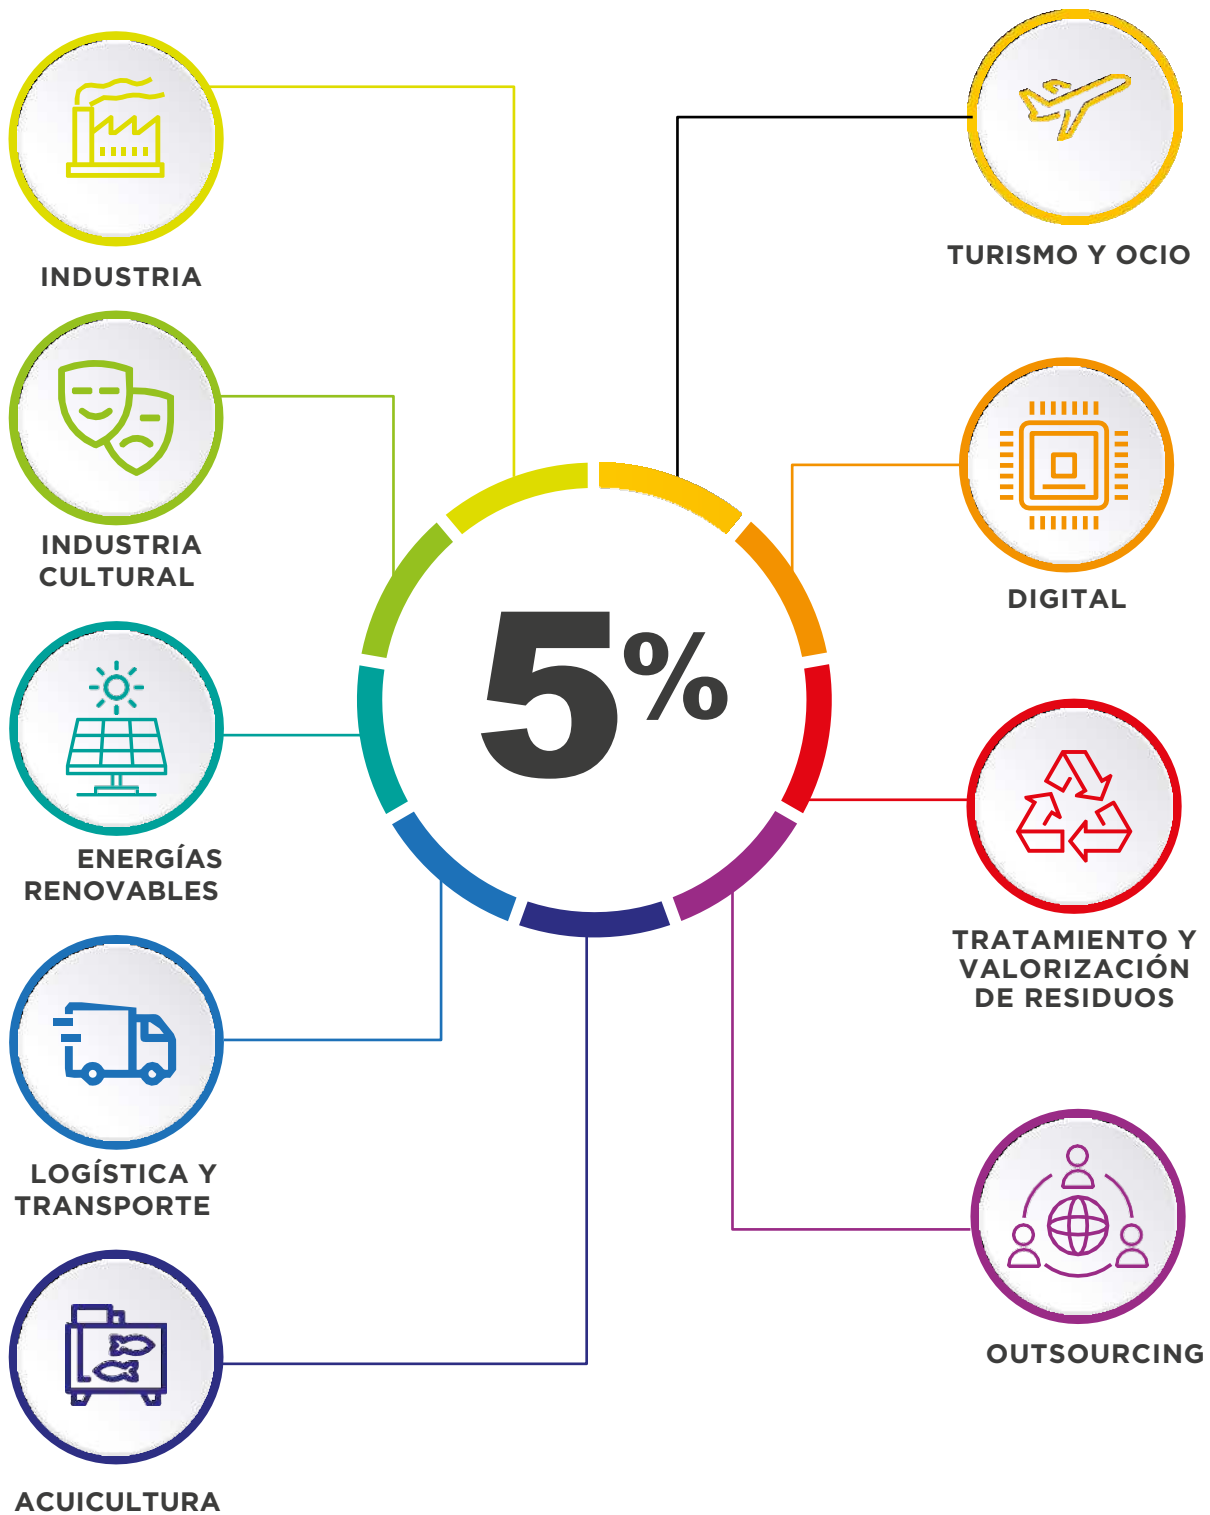 INDUSTRIA
INDUSTRIA
CULTURAL
ENERGÍAS
RENOVABLES
LOGÍSTICA Y
TRANSPORTE
ACUICULTURA
5%
TURISMO Y OCIO
DIGITAL
TRATAMIENTO Y
VALORIZACIÓN
DE RESIDUOS
OUTSOURCING